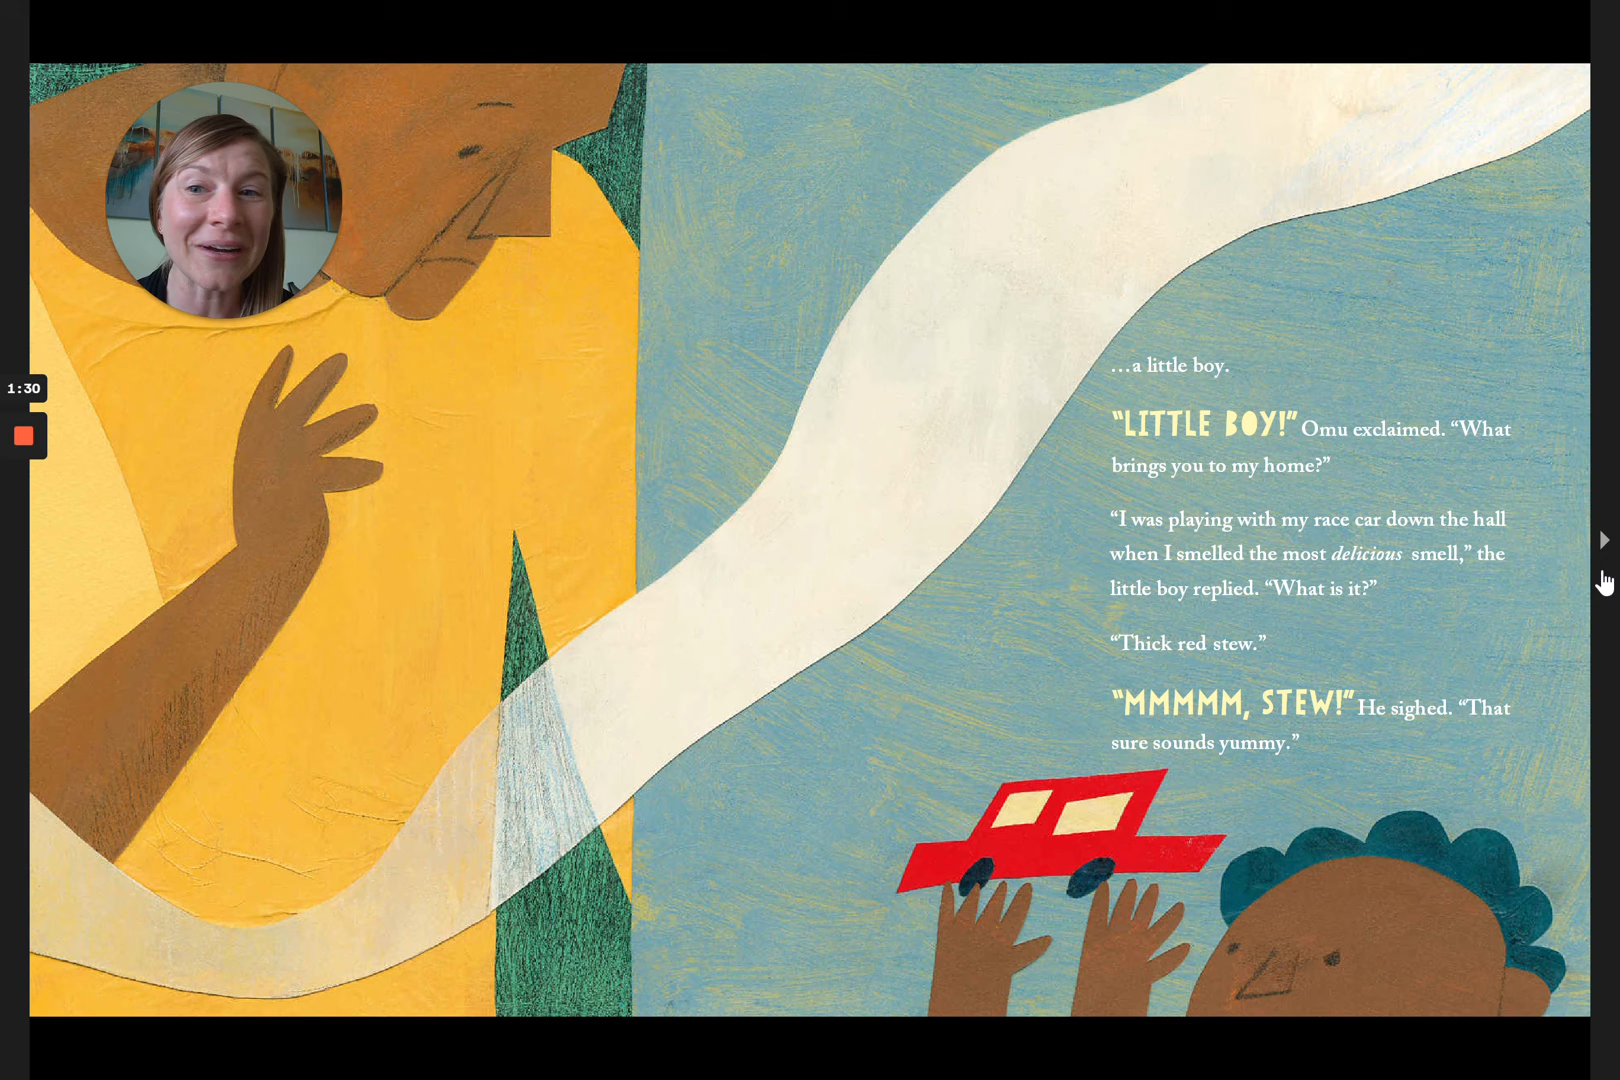 1:30
…a little boy.
“LITTLE BOY!” Omu exclaimed. “What
brings you to my home?”
“I was playing with my race car down the hall
when I smelled the most delicious smell,” the
little boy replied. “What is it?”
“Thick red stew.”
“MMMMM, STEW!” He sighed. “That
sure sounds yummy.”